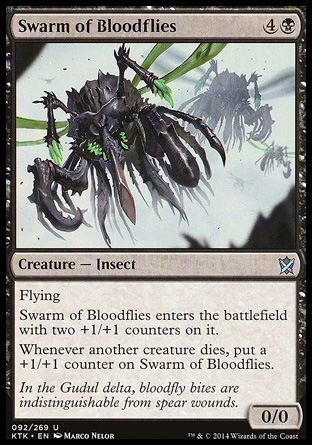 Swarm of Bloodflies 4
Creature — Insect
Flying
Swarm of Bloodflies enters the battlefield
with two +1/+1 counters on it.
Whenever another creature dies, put a
+1/+1 counter on Swarm of Bloodflies.
In the Gudul delta, bloodfly bites are
indistinguishable from spear wounds.
0/0
092/269 U
KTK • EN Marco Nelor
™ & © 2014 Wizards of the Coast